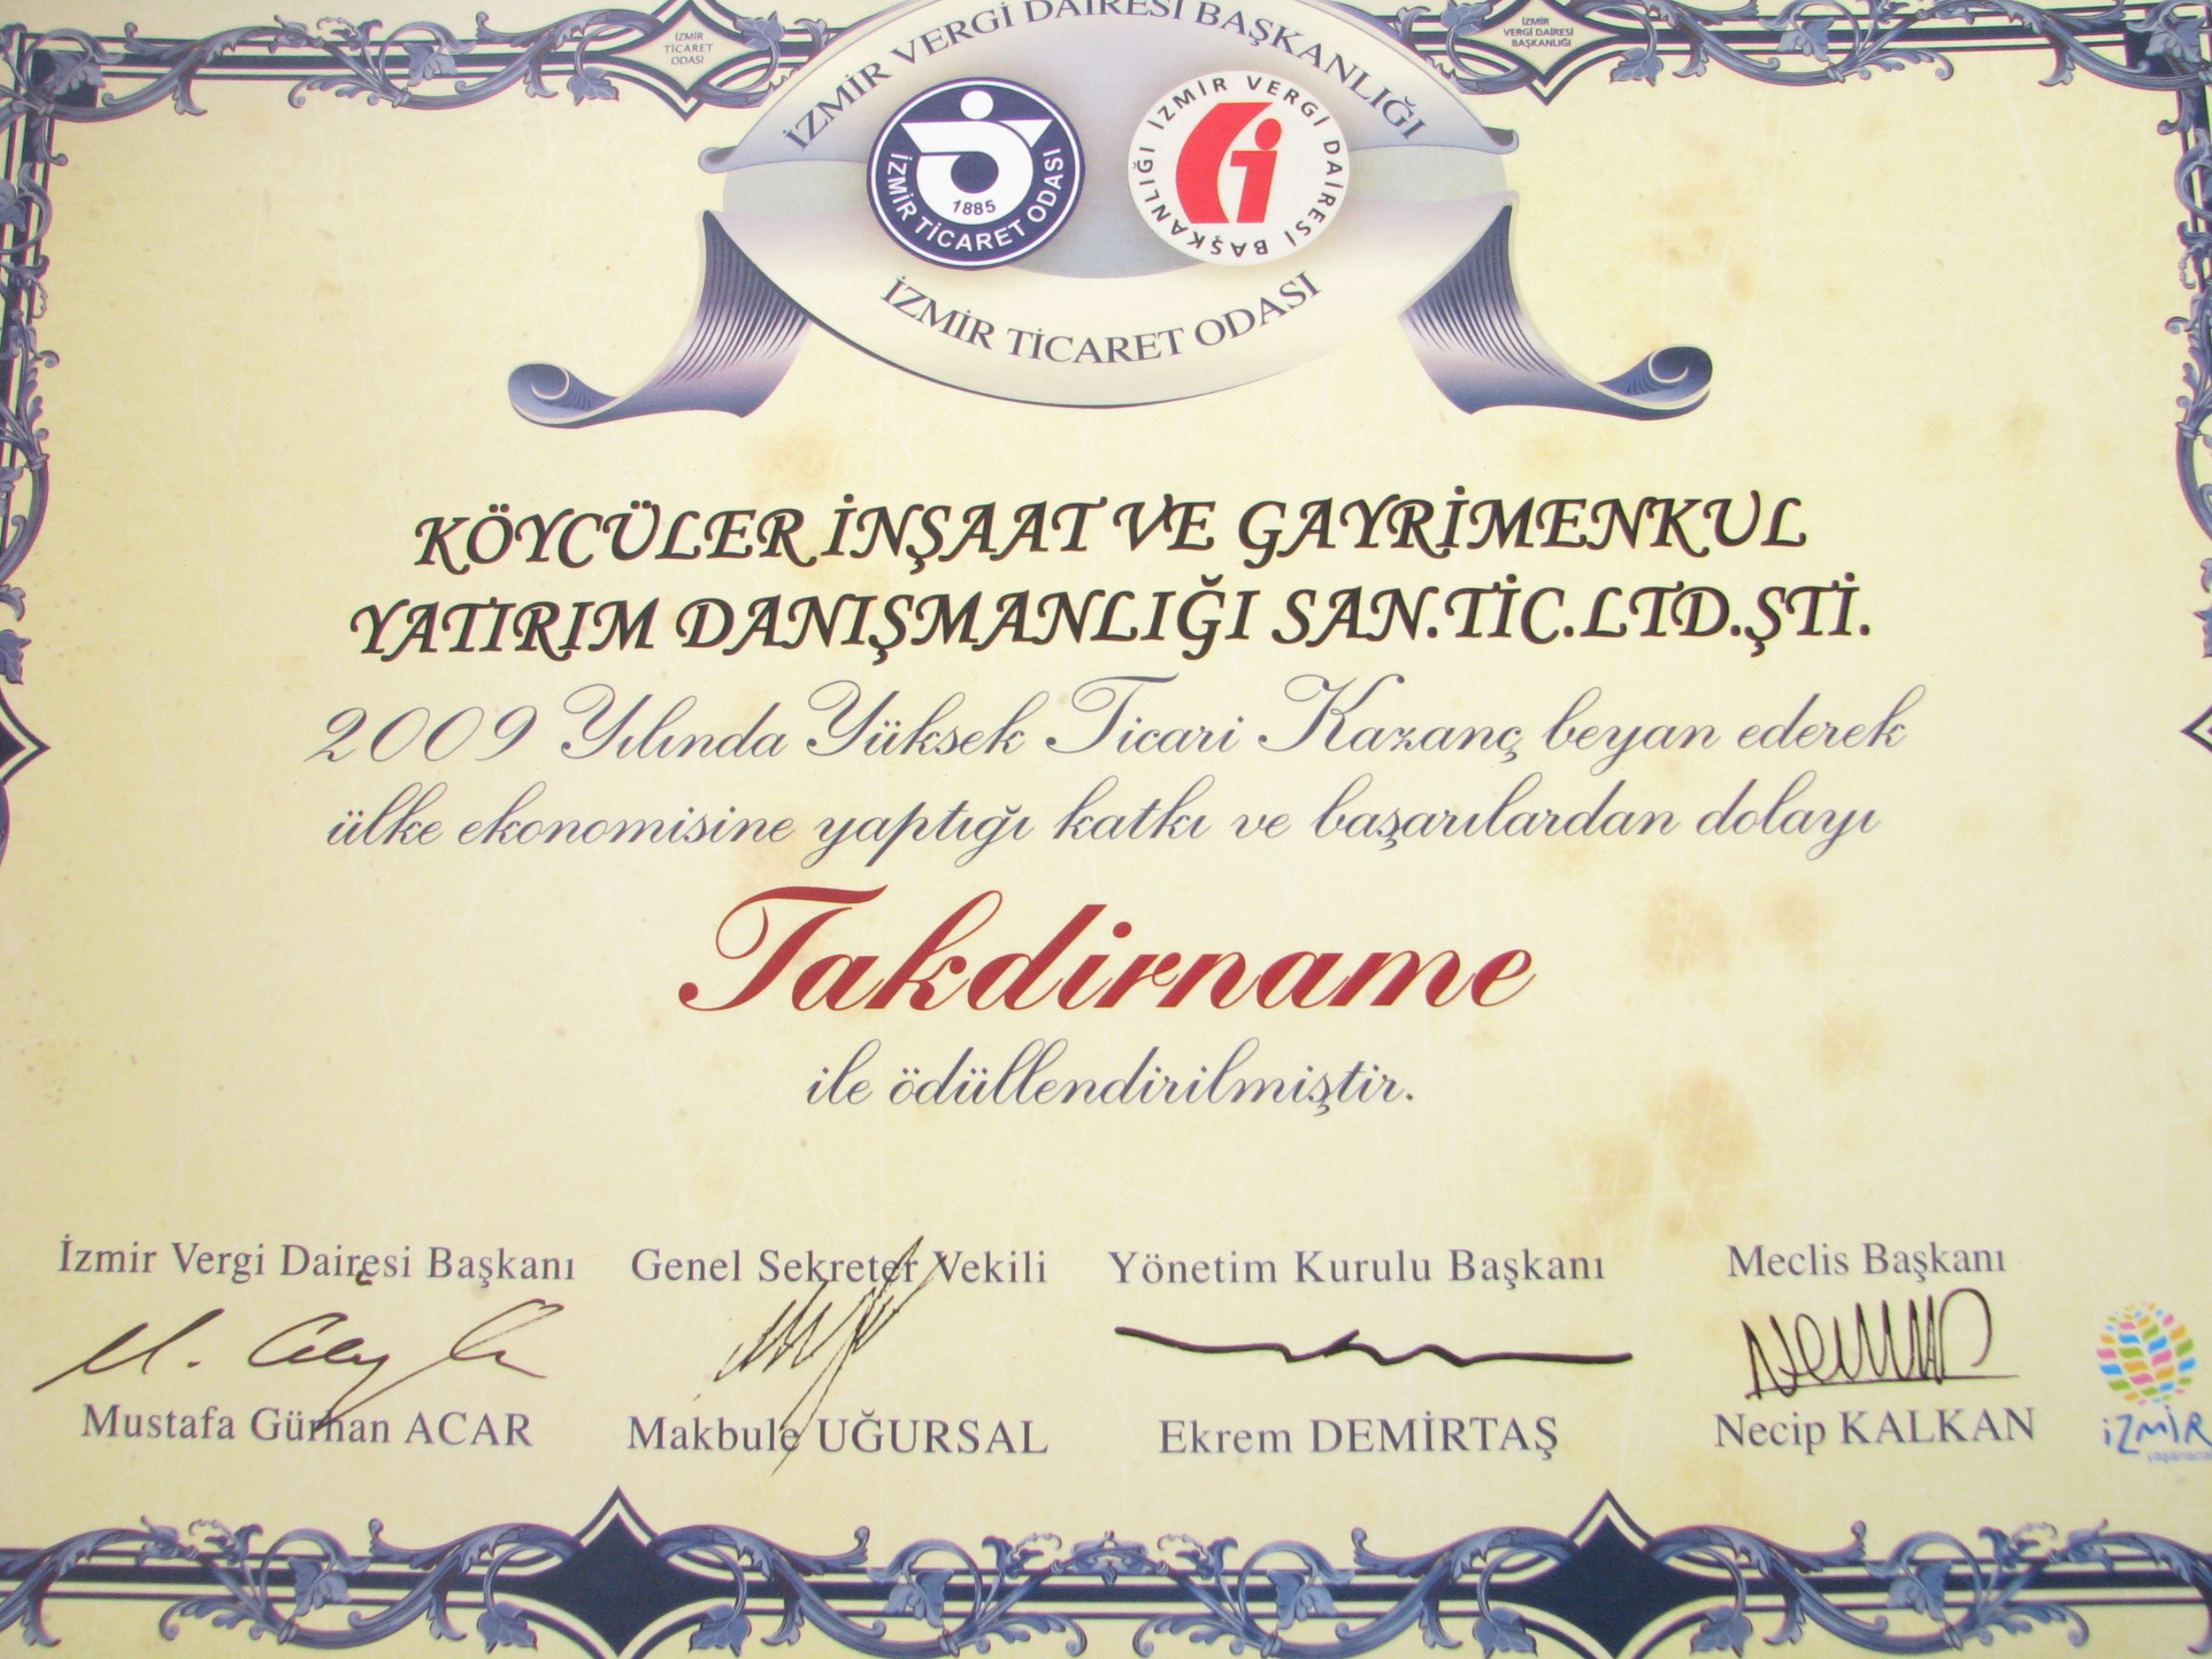 İZMİR
TİCARET
ODASI
İZMİR
VERGİ DAİRESİ
BAŞKANLIĞI
İZMİR VERGİ DAİRESİ BAŞKANLIĞI
İZMİR TİCARET ODASI
1885
İZMİR VERGİ DAİRESİ BAŞKANLIĞI
İZMİR TİCARET ODASI
KÖYCÜLER İNŞAAT VE GAYRİMENKUL
YATIRIM DANIŞMANLIĞI SAN.TİC.LTD.ŞTİ.
2009 Yılında Yüksek Ticari Kazanç beyan ederek
ülke ekonomisine yaptığı katkı ve başarılardan dolayı
Takdirname
ile ödüllendirilmiştir.
İzmir Vergi Dairesi Başkanı Genel Sekreter Vekili Yönetim Kurulu Başkanı Meclis Başkanı
Mustafa Gürhan ACAR Makbule UĞURSAL Ekrem DEMİRTAŞ Necip KALKAN
İZMİR